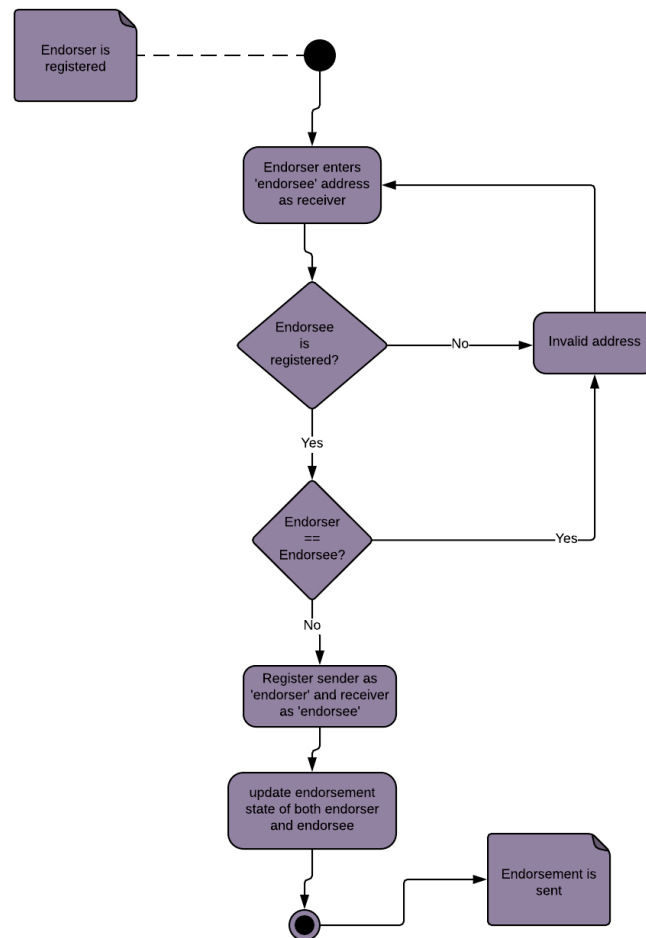 Endorser is
registered
Endorser enters
'endorsee' address
as receiver
Endorsee
is
registered?
No
Invalid address
Yes
Endorser
==
Endorsee?
Yes
No
Register sender as
'endorser' and receiver
as 'endorsee'
update endorsement
state of both endorser
and endorsee
Endorsement is
sent